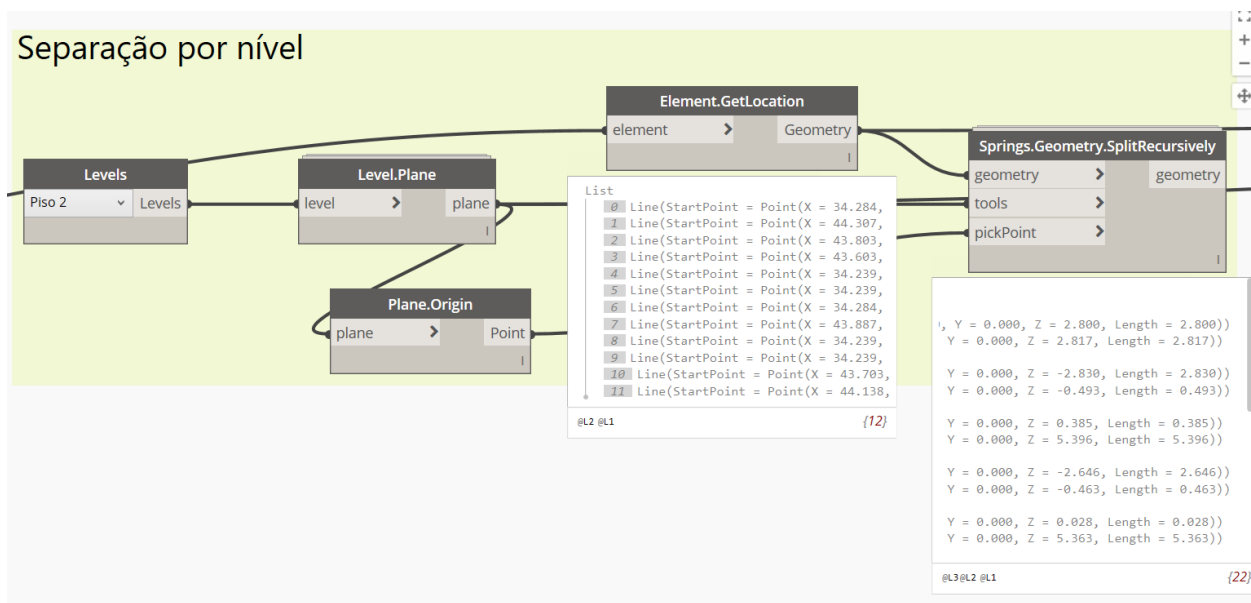 Separação por nível
Element.GetLocation
element > Geometry
l
Levels
Piso 2 Levels
Level.Plane
level > plane
l
Plane.Origin
plane > Point
l
Springs.Geometry.SplitRecursively
geometry > geometry
tools >
pickPoint >
l
List
0 Line(StartPoint = Point(X = 34.284,
1 Line(StartPoint = Point(X = 44.307,
2 Line(StartPoint = Point(X = 43.803,
3 Line(StartPoint = Point(X = 43.603,
4 Line(StartPoint = Point(X = 34.239,
5 Line(StartPoint = Point(X = 34.239,
6 Line(StartPoint = Point(X = 34.284,
7 Line(StartPoint = Point(X = 43.887,
8 Line(StartPoint = Point(X = 34.239,
9 Line(StartPoint = Point(X = 34.239,
10 Line(StartPoint = Point(X = 43.703,
11 Line(StartPoint = Point(X = 44.138,
@L2 @L1 {12}
, Y = 0.000, Z = 2.800, Length = 2.800))
Y = 0.000, Z = 2.817, Length = 2.817))
Y = 0.000, Z = -2.830, Length = 2.830))
Y = 0.000, Z = -0.493, Length = 0.493))
Y = 0.000, Z = 0.385, Length = 0.385))
Y = 0.000, Z = 5.396, Length = 5.396))
Y = 0.000, Z = -2.646, Length = 2.646))
Y = 0.000, Z = -0.463, Length = 0.463))
Y = 0.000, Z = 0.028, Length = 0.028))
Y = 0.000, Z = 5.363, Length = 5.363))
@L3 @L2 @L1 {22}